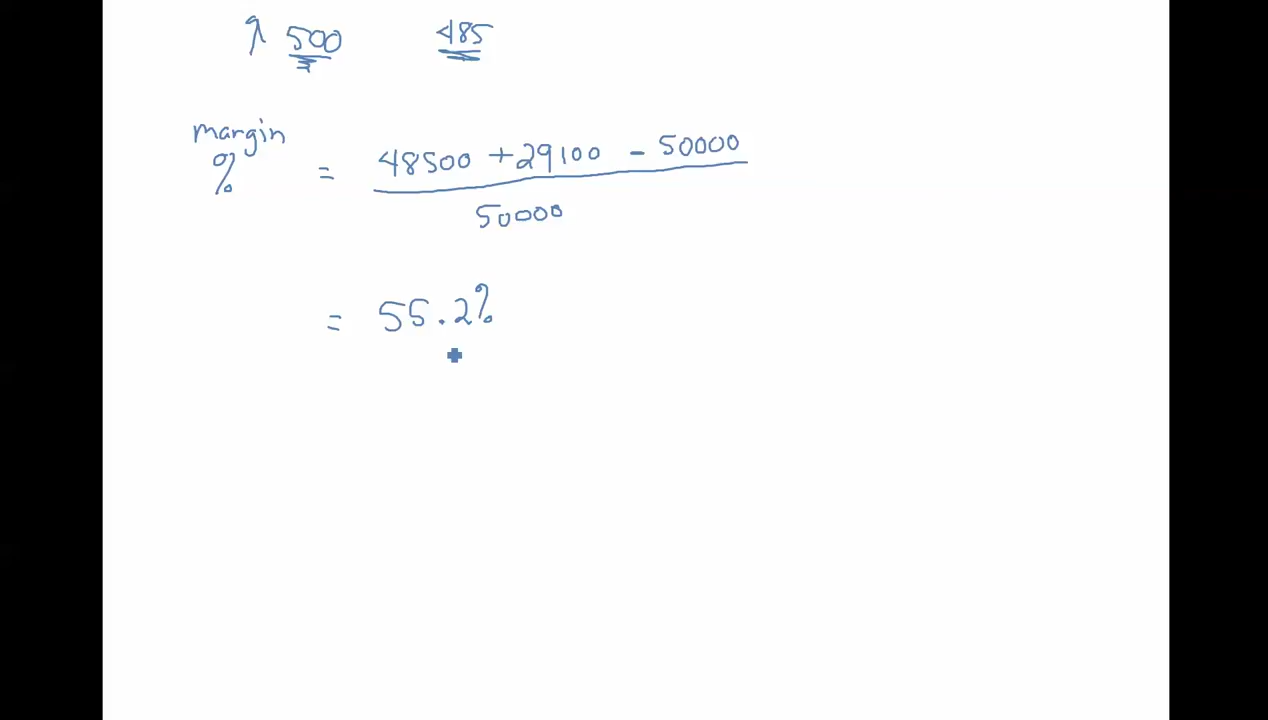 ↑ 500 485
margin
% = 48500 + 29100 - 50000
50000
= 55.2%